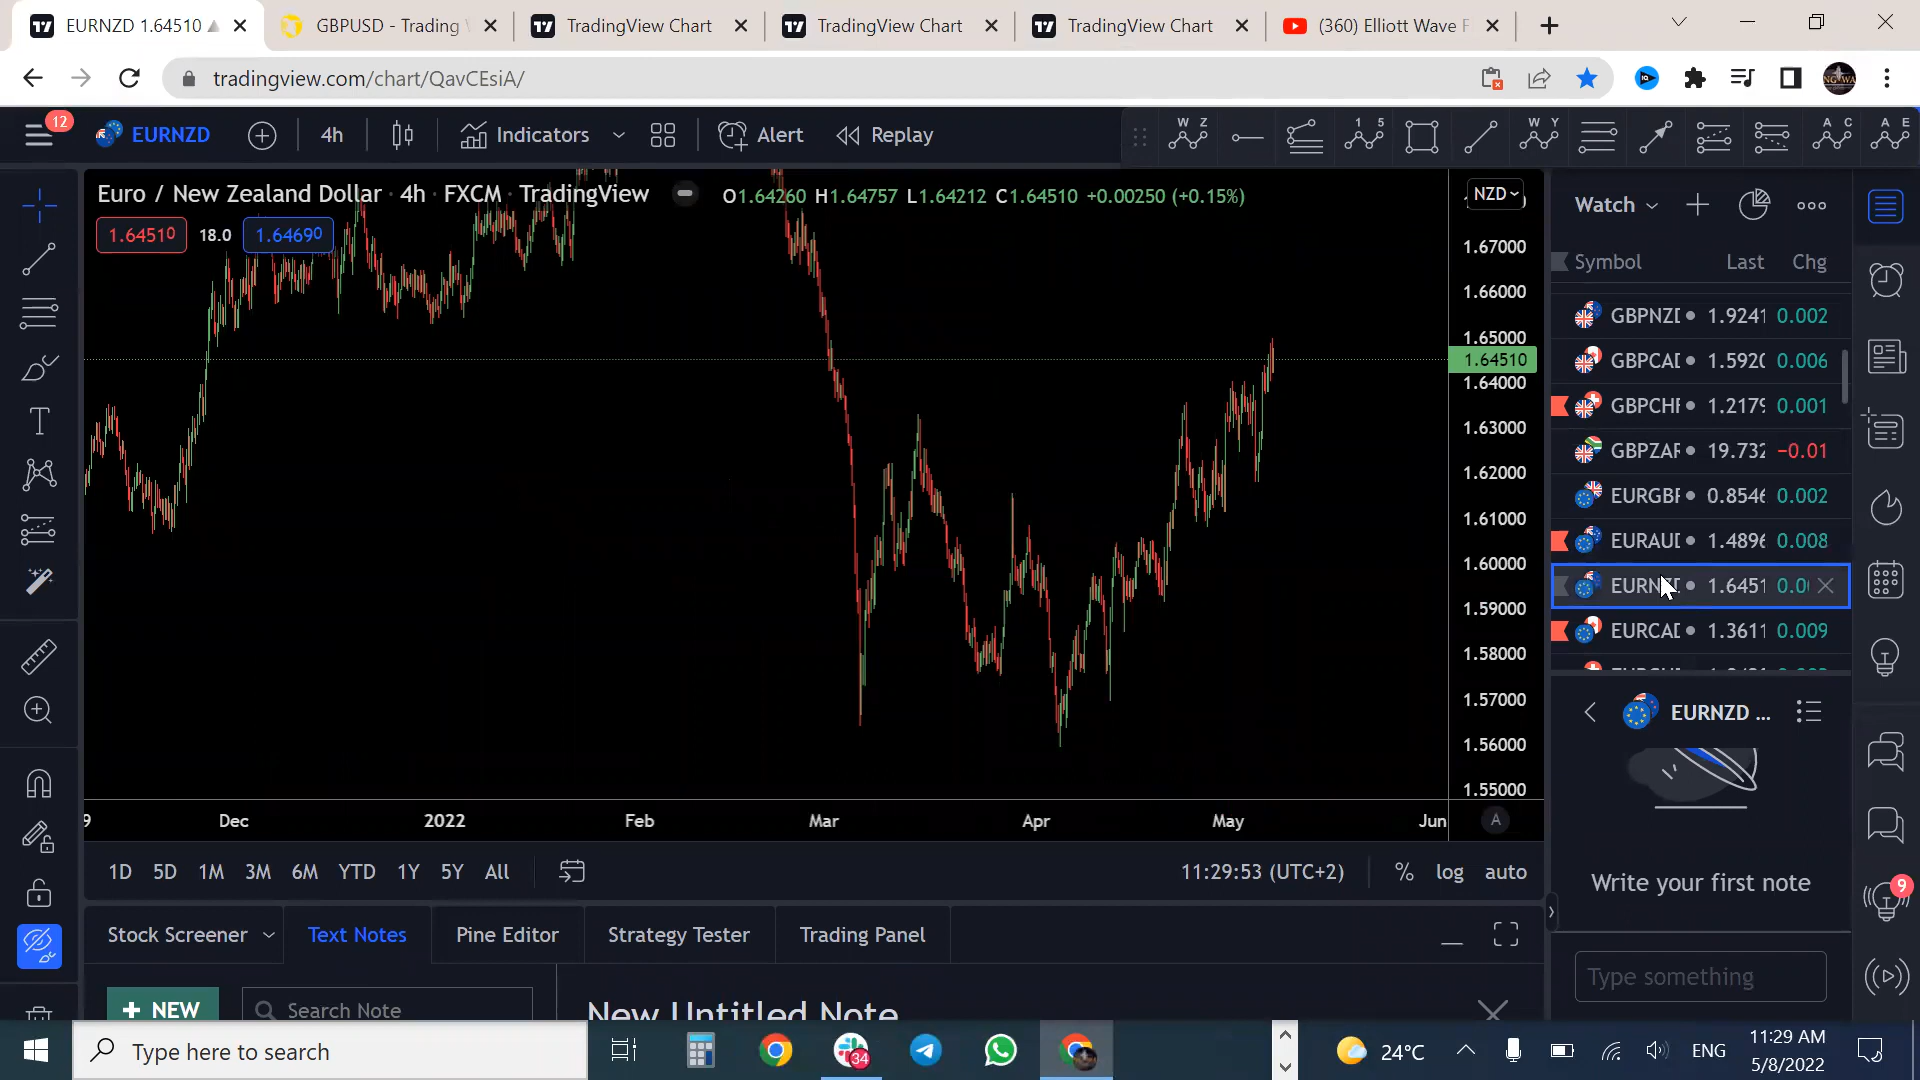 EURNZD 1.64510
GBPUSD - Trading
TradingView Chart
TradingView Chart
TradingView Chart
(360) Elliott Wave F
tradingview.com/chart/QavCEsiA/
12
EURNZD
4h
Indicators
Alert
Replay
W Z
1 5
W Y
A C
A E
Euro / New Zealand Dollar · 4h · FXCM · TradingView
O1.64260 H1.64757 L1.64212 C1.64510 +0.00250 (+0.15%)
1.64510 18.0 1.64690
NZD
1.67000
1.66000
1.65000
1.64510
1.64000
1.63000
1.62000
1.61000
1.60000
1.59000
1.58000
1.57000
1.56000
1.55000
9 Dec 2022 Feb Mar Apr May Jun
A
1D 5D 1M 3M 6M YTD 1Y 5Y All
11:29:53 (UTC+2)
% log auto
Stock Screener
Text Notes
Pine Editor
Strategy Tester
Trading Panel
+ NEW
Search Note
New Untitled Note
Watch
Symbol Last Chg
1.9241 0.002
0.006
1.2179 0.001
19.732 −0.01
0.8546 0.002
1.4896 0.008
1.6451
1.3611 0.009
EURNZD ...
Write your first note
Type something
9
Type here to search
34
24°C
ENG
11:29 AM
5/8/2022